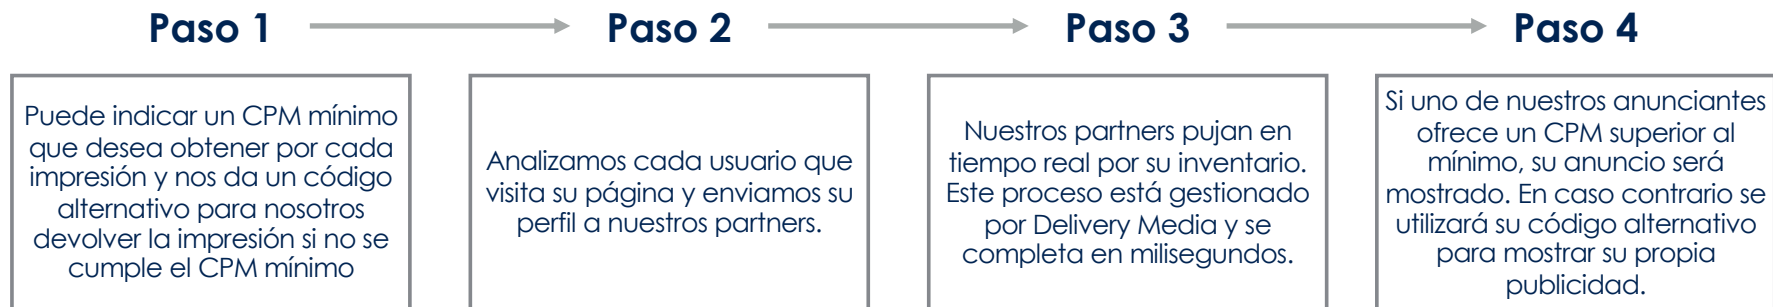 Paso 1
Paso 2
Paso 3
Paso 4
Puede indicar un CPM mínimo
que desea obtener por cada
impresión y nos da un código
alternativo para nosotros
devolver la impresión si no se
cumple el CPM mínimo
Analizamos cada usuario que
visita su página y enviamos su
perfil a nuestros partners.
Nuestros partners pujan en
tiempo real por su inventario.
Este proceso está gestionado
por Delivery Media y se
completa en milisegundos.
Si uno de nuestros anunciantes
ofrece un CPM superior al
mínimo, su anuncio será
mostrado. En caso contrario se
utilizará su código alternativo
para mostrar su propia
publicidad.